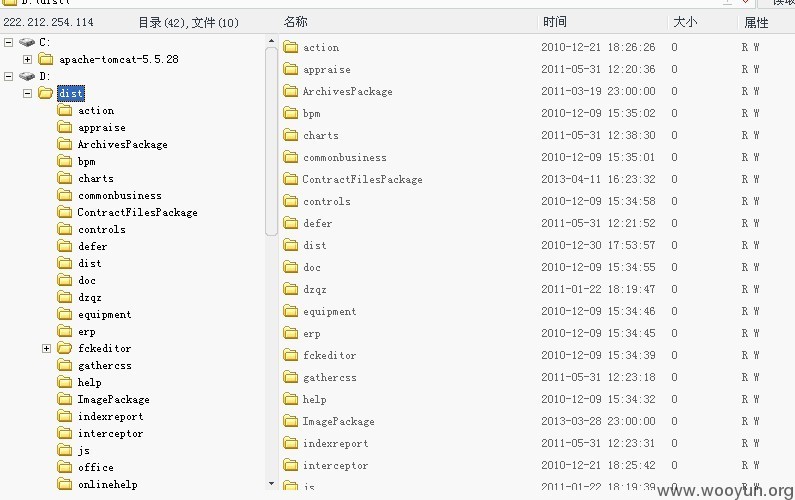 222.212.254.114 目录(42),文件(10) 名称 时间 大小 属性
C:
apache-tomcat-5.5.28
D:
dist
action
appraise
ArchivesPackage
bpm
charts
commonbusiness
ContractFilesPackage
controls
defer
dist
doc
dzqz
equipment
erp
fckeditor
gathercss
help
ImagePackage
indexreport
interceptor
js
office
onlinehelp
action 2010-12-21 18:26:26 0 R W
appraise 2011-05-31 12:20:36 0 R W
ArchivesPackage 2011-03-19 23:00:00 0 R W
bpm 2010-12-09 15:35:02 0 R W
charts 2011-05-31 12:38:30 0 R W
commonbusiness 2010-12-09 15:35:01 0 R W
ContractFilesPackage 2013-04-11 16:23:32 0 R W
controls 2010-12-09 15:34:58 0 R W
defer 2011-05-31 12:21:52 0 R W
dist 2010-12-30 17:53:57 0 R W
doc 2010-12-09 15:34:55 0 R W
dzqz 2011-01-22 18:19:47 0 R W
equipment 2010-12-09 15:34:46 0 R W
erp 2010-12-09 15:34:45 0 R W
fckeditor 2010-12-09 15:34:39 0 R W
gathercss 2011-05-31 12:23:18 0 R W
help 2010-12-09 15:34:32 0 R W
ImagePackage 2013-03-28 23:00:00 0 R W
indexreport 2011-05-31 12:23:31 0 R W
interceptor 2010-12-21 18:25:42 0 R W
js 2011-01-22 18:19:39 0 R W
www.wooyun.org